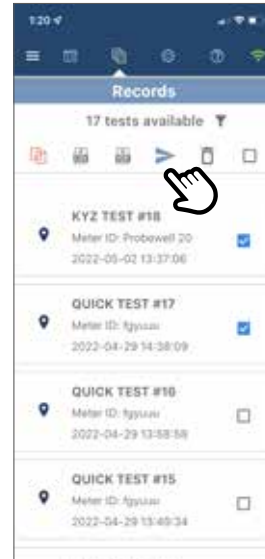 1:20
Records
17 tests available
KYZ TEST #18
Meter ID: Probewell 20
2022-05-02 13:37:06
QUICK TEST #17
Meter ID: fgyuuu
2022-04-29 14:38:09
QUICK TEST #16
Meter ID: fgyuuu
2022-04-29 13:58:58
QUICK TEST #15
Meter ID: fgyuuu
2022-04-29 13:49:34